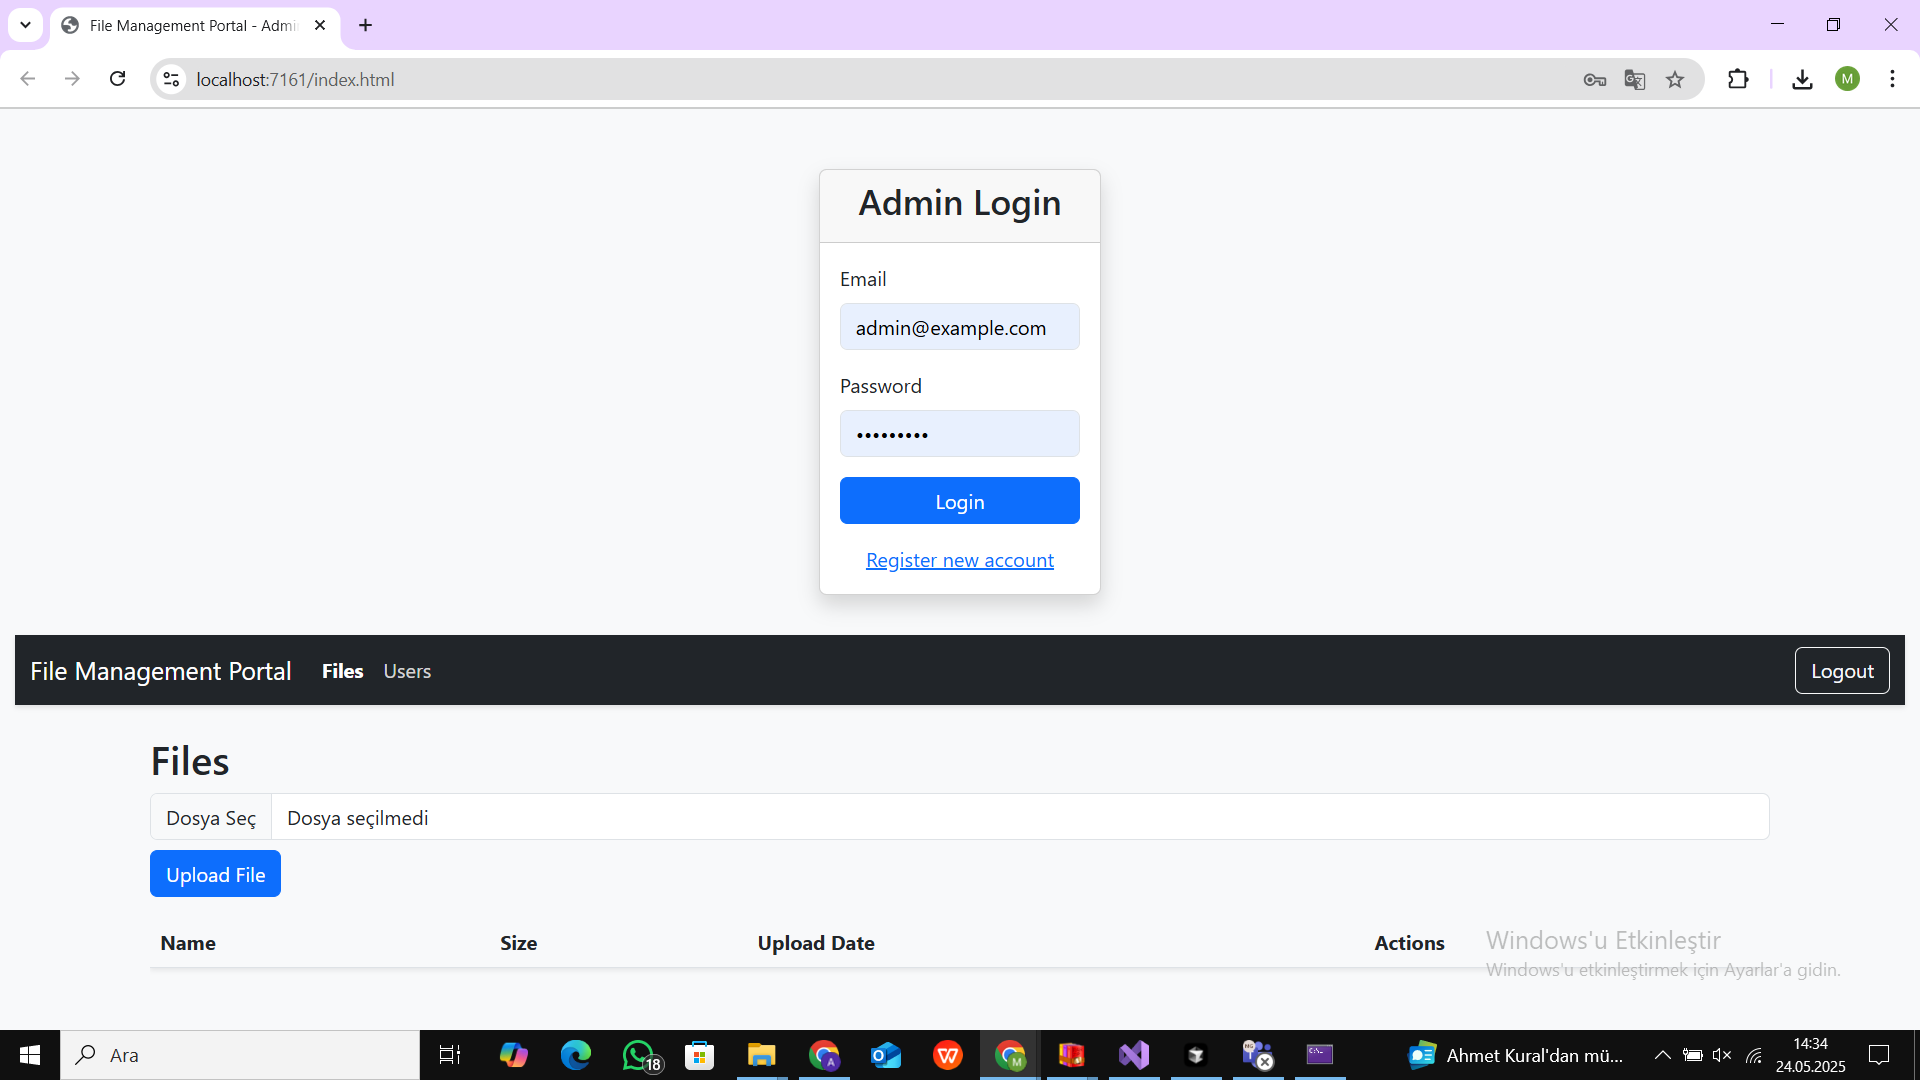 File Management Portal - Admi
localhost:7161/index.html
M
Admin Login
Email
admin@example.com
Password
Login
Register new account
File Management Portal Files Users Logout
Files
Dosya Seç Dosya seçilmedi
Upload File
Name Size Upload Date Actions
Windows'u Etkinleştir
Windows'u etkinleştirmek için Ayarlar'a gidin.
Ara
18
A
M
Ahmet Kural'dan mü...
14:34
24.05.2025